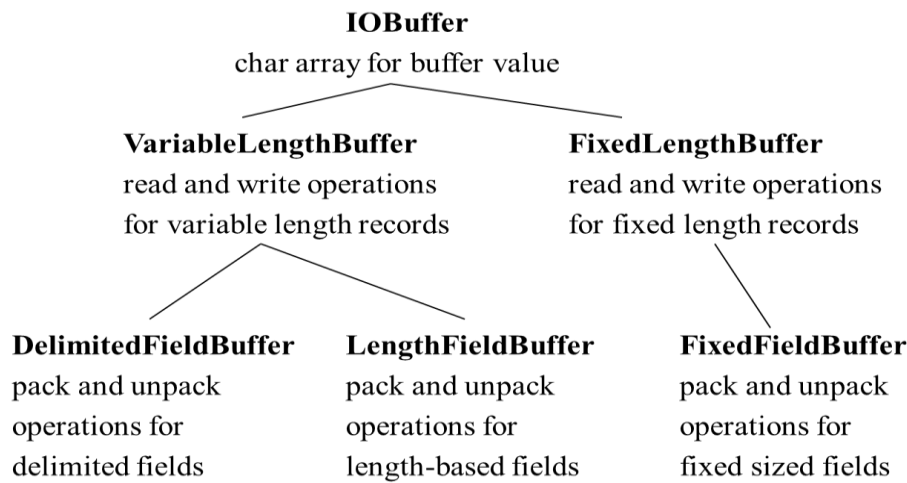 IOBuffer
char array for buffer value
VariableLengthBuffer
read and write operations
for variable length records
FixedLengthBuffer
read and write operations
for fixed length records
DelimitedFieldBuffer
pack and unpack
operations for
delimited fields
LengthFieldBuffer
pack and unpack
operations for
length-based fields
FixedFieldBuffer
pack and unpack
operations for
fixed sized fields